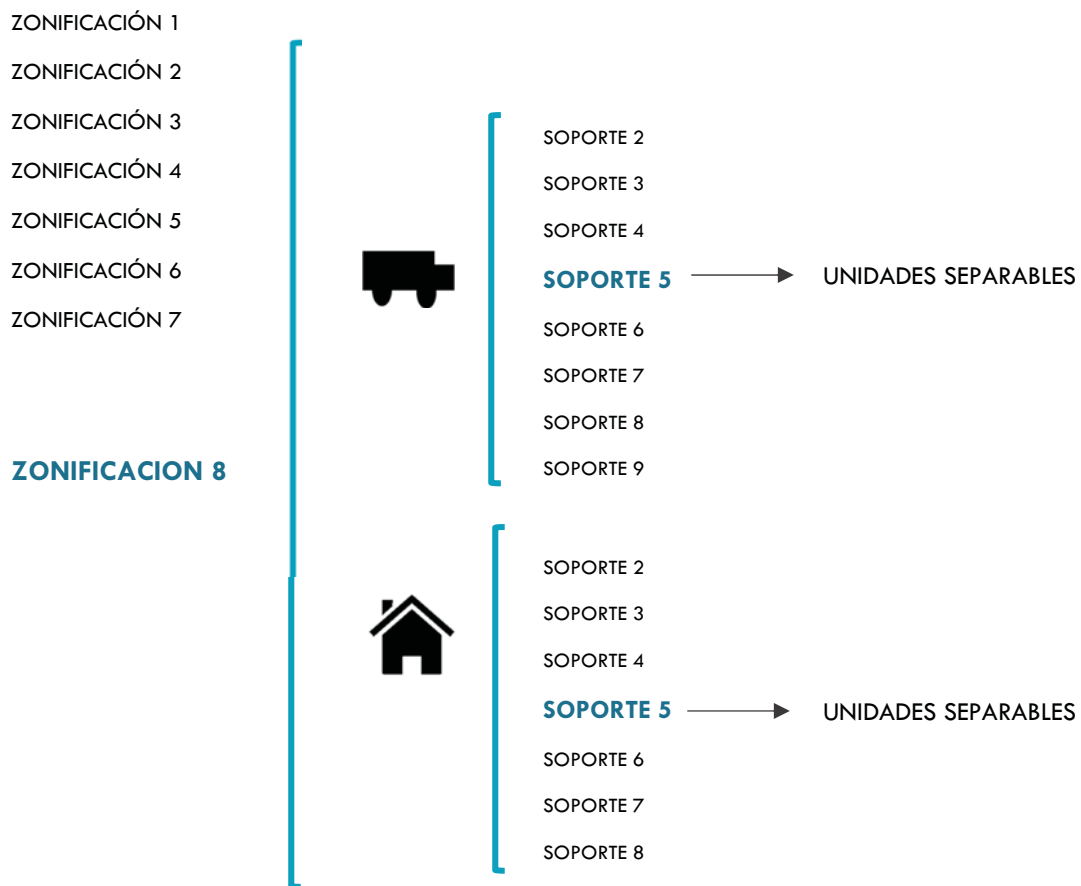 ZONIFICACIÓN 1
ZONIFICACIÓN 2
ZONIFICACIÓN 3
ZONIFICACIÓN 4
ZONIFICACIÓN 5
ZONIFICACIÓN 6
ZONIFICACIÓN 7
ZONIFICACION 8
SOPORTE 2
SOPORTE 3
SOPORTE 4
SOPORTE 5
UNIDADES SEPARABLES
SOPORTE 6
SOPORTE 7
SOPORTE 8
SOPORTE 9
SOPORTE 2
SOPORTE 3
SOPORTE 4
SOPORTE 5
UNIDADES SEPARABLES
SOPORTE 6
SOPORTE 7
SOPORTE 8